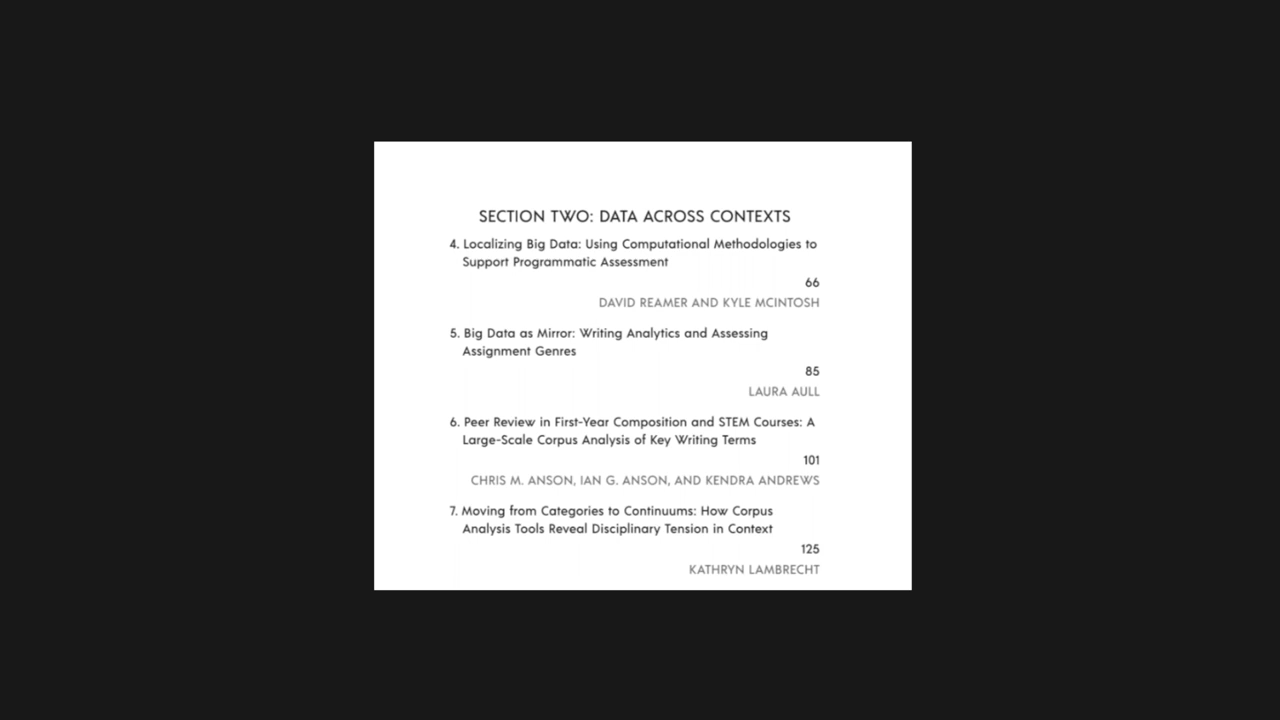 SECTION TWO: DATA ACROSS CONTEXTS
4. Localizing Big Data: Using Computational Methodologies to
Support Programmatic Assessment
66
DAVID REAMER AND KYLE MCINTOSH
5. Big Data as Mirror: Writing Analytics and Assessing
Assignment Genres
85
LAURA AULL
6. Peer Review in First-Year Composition and STEM Courses: A
Large-Scale Corpus Analysis of Key Writing Terms
101
CHRIS M. ANSON, IAN G. ANSON, AND KENDRA ANDREWS
7. Moving from Categories to Continuums: How Corpus
Analysis Tools Reveal Disciplinary Tension in Context
125
KATHRYN LAMBRECHT